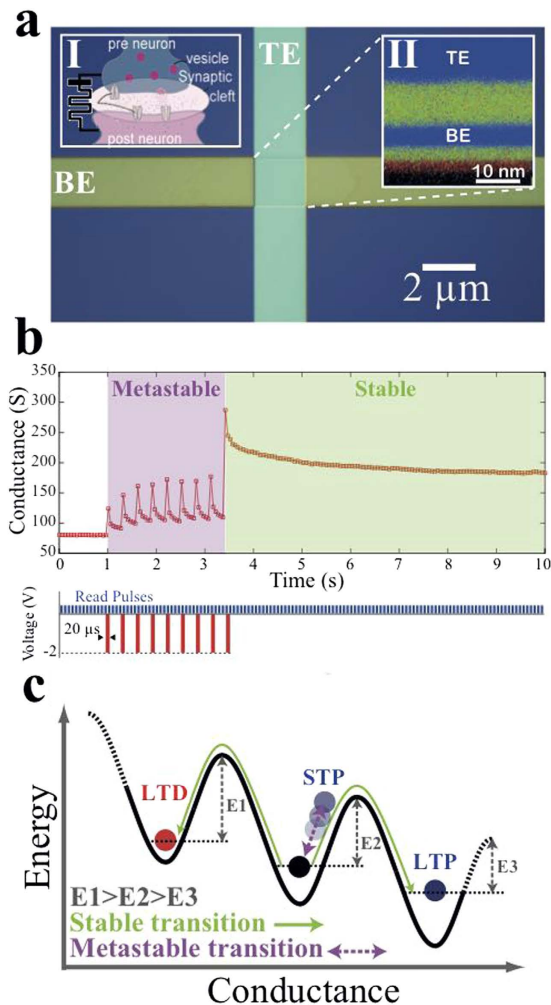 a
I
pre neuron
vesicle
Synaptic
cleft
post neuron
TE
II
TE
BE
10 nm
BE
2 μm
b
Metastable
Stable
Conductance (S)
350
300
250
200
150
100
50
0 1 2 3 4 5 6 7 8 9 10
Time (s)
Voltage (V)
Read Pulses
20 μs
-2
c
Energy
LTD
E1
STP
E2
LTP
E3
E1>E2>E3
Stable transition
Metastable transition
Conductance